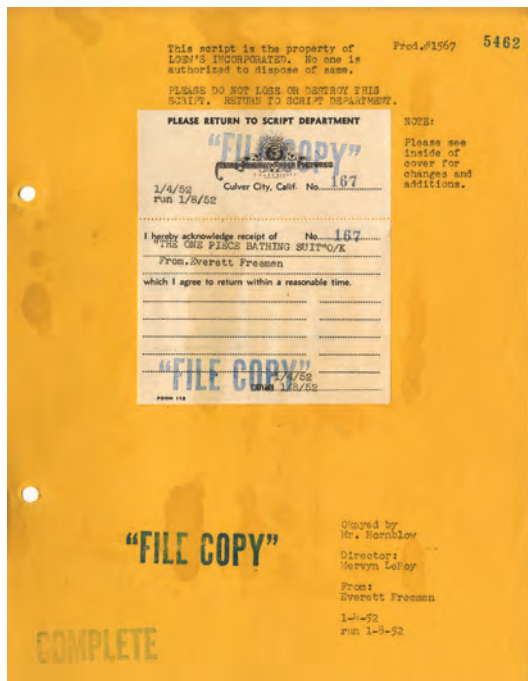 This script is the property of
LOEW'S INCORPORATED. No one is
authorized to dispose of same.
Prod.#1567
5462
PLEASE DO NOT LOSE OR DESTROY THIS
SCRIPT. RETURN TO SCRIPT DEPARTMENT.
NOTE:
Please see
inside of
cover for
changes and
additions.
PLEASE RETURN TO SCRIPT DEPARTMENT
"FILE COPY"
1/4/52
Culver City, Calif. No. 167
run 1/8/52
I hereby acknowledge receipt of No. 167
"THE ONE PIECE BATHING SUIT"O/K
From.Everett Freeman
which I agree to return within a reasonable time.
"FILE COPY"
1/4/52
1/8/52
FORM 112
"FILE COPY"
Okayed by
Mr. Hornblow
Director:
Mervyn LeRoy
From:
Everett Freeman
1-4-52
run 1-8-52
COMPLETE